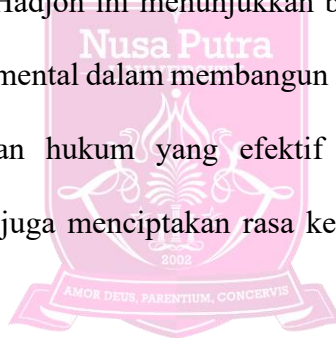 Hadjon ini menunjukkan b
Nusa Putra
mental dalam membangun
an hukum yang efektif
juga menciptakan rasa ke
2002
AMOR DEUS, PARENTIUM, CONCERVIS